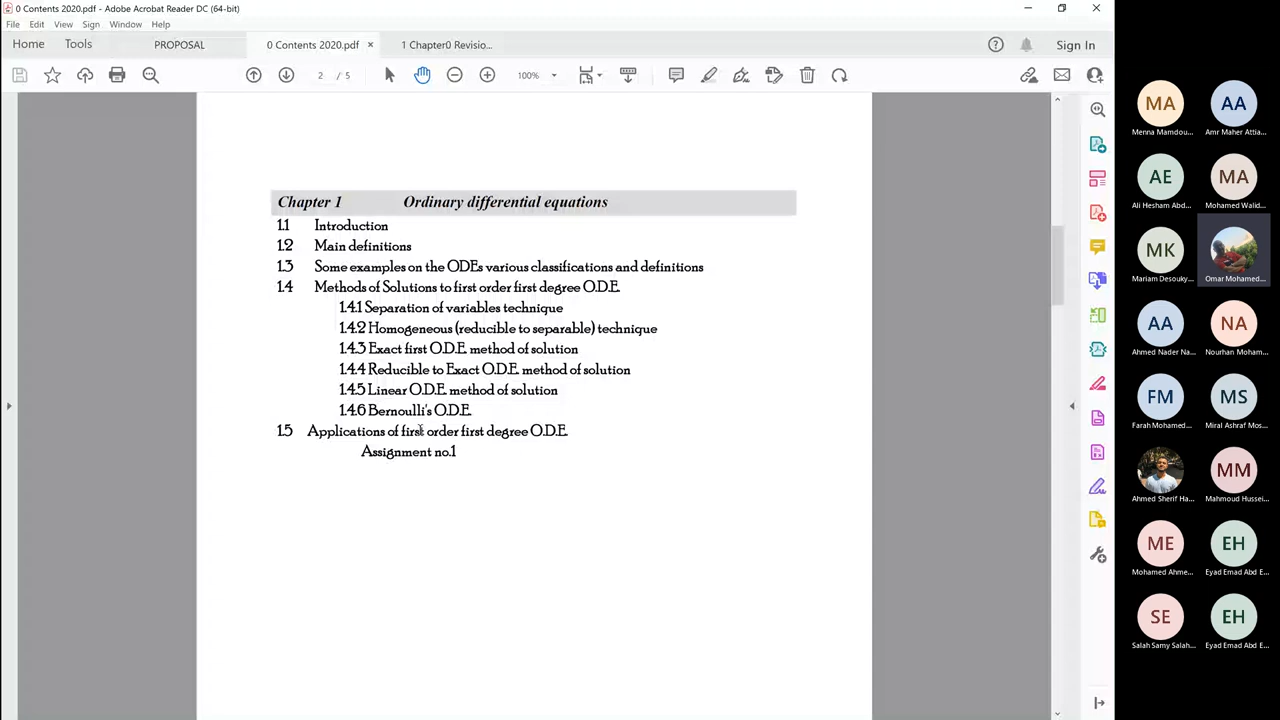 0 Contents 2020.pdf - Adobe Acrobat Reader DC (64-bit)
File Edit View Sign Window Help
Home Tools PROPOSAL 0 Contents 2020.pdf × 1 Chapter0 Revisio... Sign In
2 / 5 100%
Chapter 1 Ordinary differential equations
1.1 Introduction
1.2 Main definitions
1.3 Some examples on the ODEs various classifications and definitions
1.4 Methods of Solutions to first order first degree O.D.E.
1.4.1 Separation of variables technique
1.4.2 Homogeneous (reducible to separable) technique
1.4.3 Exact first O.D.E. method of solution
1.4.4 Reducible to Exact O.D.E. method of solution
1.4.5 Linear O.D.E. method of solution
1.4.6 Bernoulli's O.D.E.
1.5 Applications of first order first degree O.D.E.
Assignment no.1
MA AA
Menna Mamdou... Amr Maher Attia...
AE MA
Ali Hesham Abd... Mohamed Walid...
MK
Mariam Desouky... Omar Mohamed...
AA NA
Ahmed Nader Na... Nourhan Moham...
FM MS
Farah Mohamed... Miral Ashraf Mos...
MM
Ahmed Sherif Ha... Mahmoud Hussei...
ME EH
Mohamed Ahme... Eyad Emad Abd E...
SE EH
Salah Samy Salah... Eyad Emad Abd E...